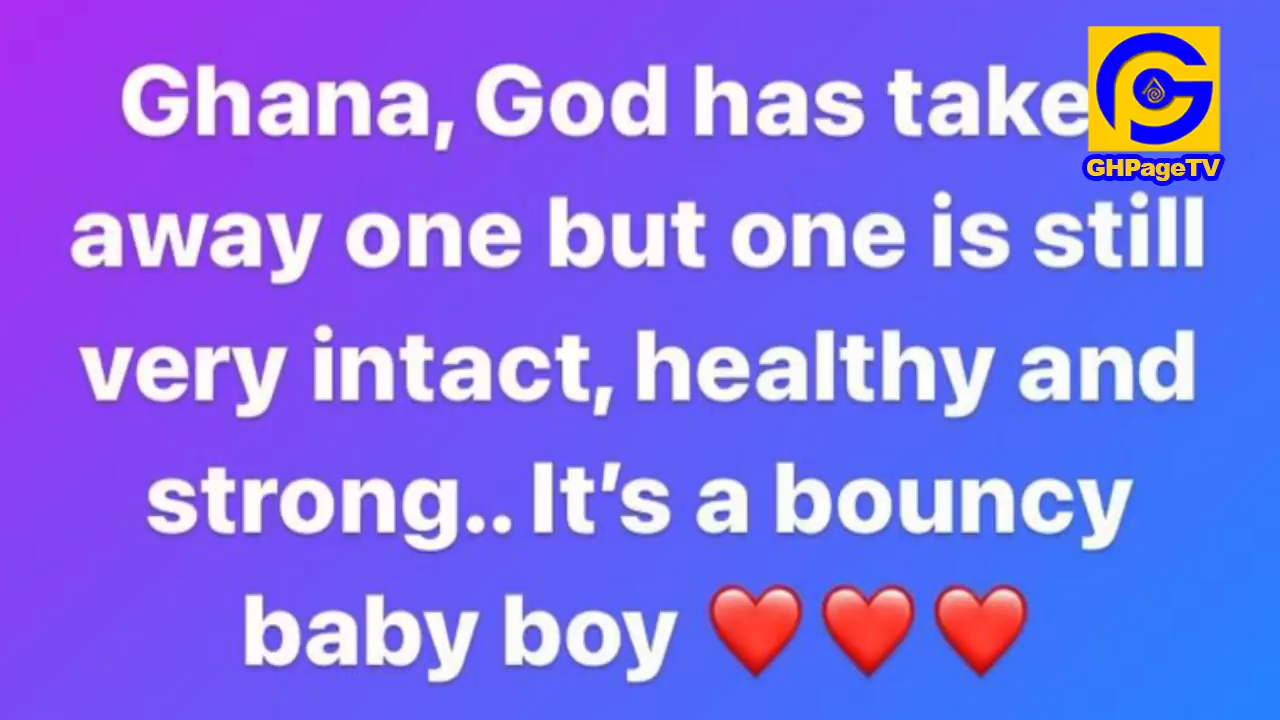 Ghana, God has take
away one but one is still
very intact, healthy and
strong.. It's a bouncy
baby boy ❤️❤️❤️
GHPageTV